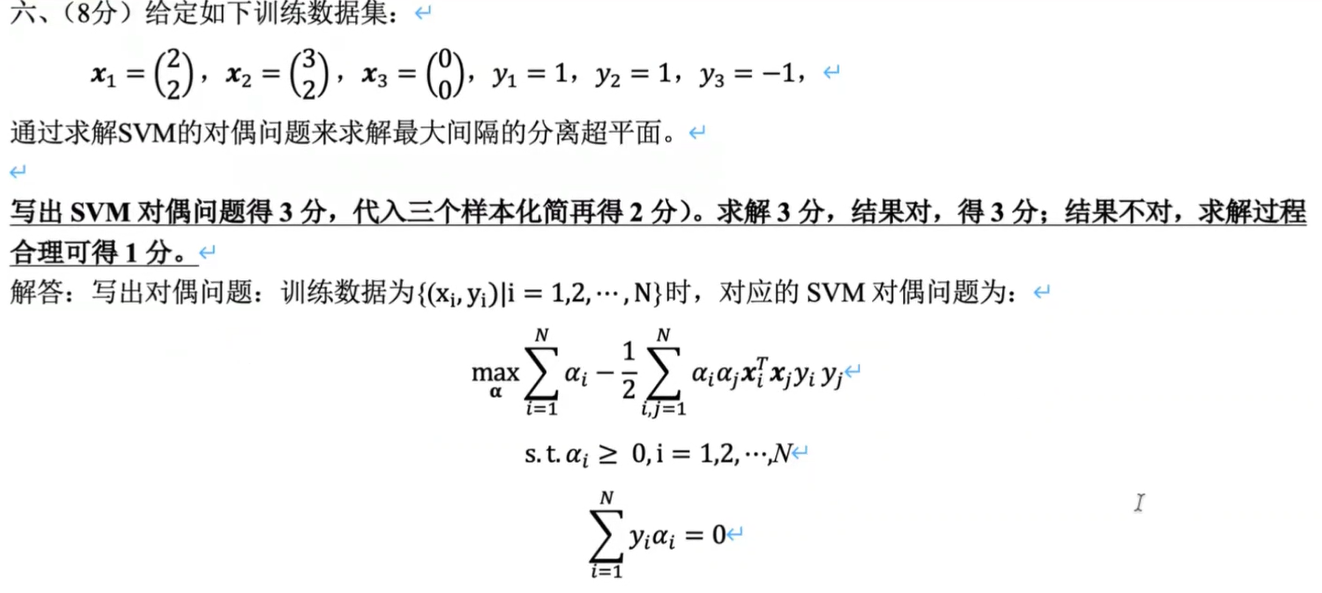 六、（8分）给定如下训练数据集：↵
x₁ = (2 2)，x₂ = (3 2)，x₃ = (0 0)，y₁ = 1，y₂ = 1，y₃ = −1，↵
通过求解SVM的对偶问题来求解最大间隔的分离超平面。↵
↵
写出 SVM 对偶问题得 3 分，代入三个样本化简再得 2 分）。求解 3 分，结果对，得 3 分；结果不对，求解过程
合理可得 1 分。↵
解答：写出对偶问题：训练数据为{(xᵢ, yᵢ)|i = 1,2, ⋯ , N}时，对应的 SVM 对偶问题为：↵
max_α ∑_{i=1}^{N} αᵢ − 1/2 ∑_{i,j=1}^{N} αᵢαⱼxᵢᵀxⱼyᵢ yⱼ↵
s.t. αᵢ ≥ 0, i = 1,2, ⋯,N↵
∑_{i=1}^{N} yᵢαᵢ = 0↵